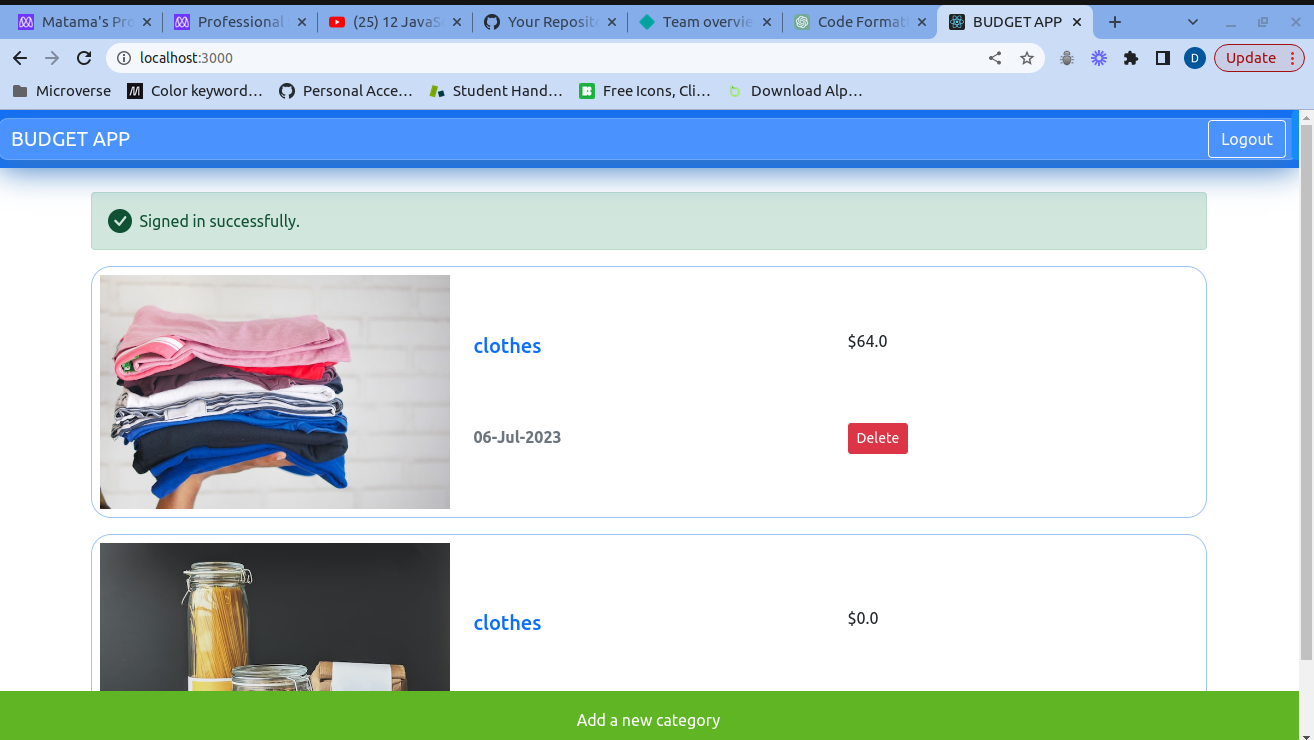 Matama's Pro
Professional
(25) 12 JavaS
Your Reposit
Team overvie
Code Format
BUDGET APP
localhost:3000
D
Update
Microverse
Color keyword...
Personal Acce...
Student Hand...
Free Icons, Cli...
Download Alp...
BUDGET APP
Logout
Signed in successfully.
clothes
$64.0
06-Jul-2023
Delete
clothes
$0.0
Add a new category